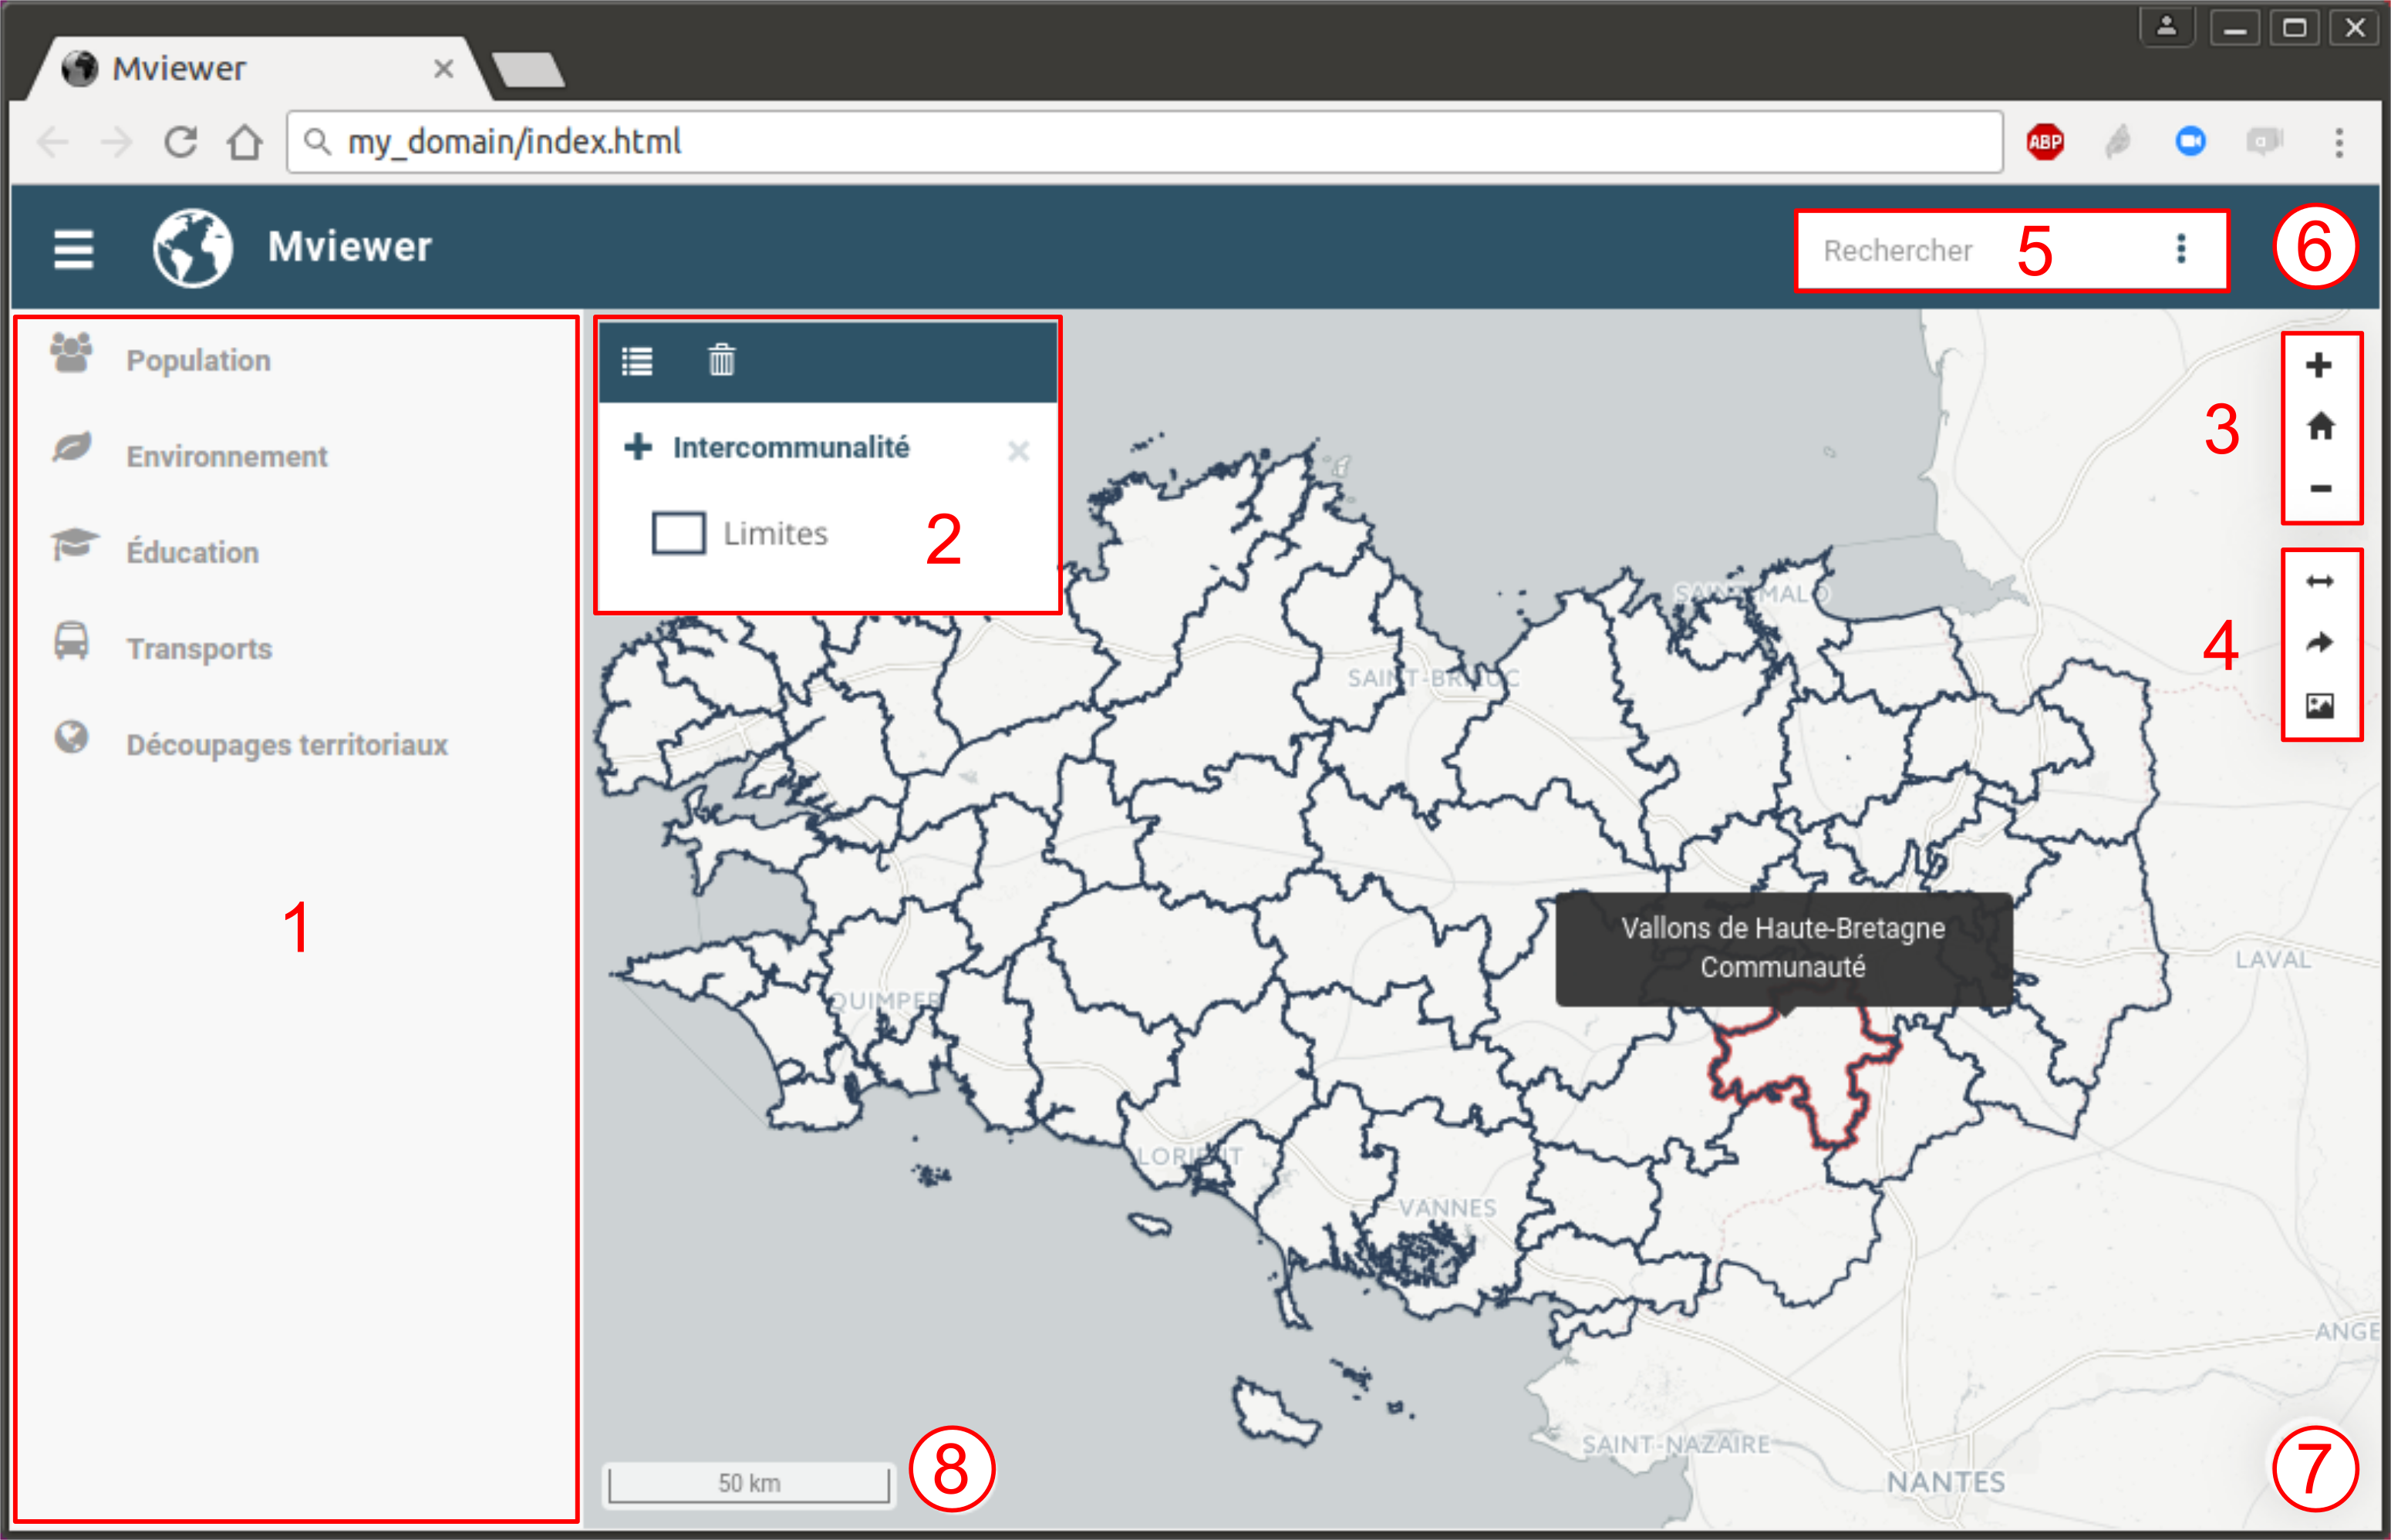 Mviewer
my_domain/index.html
ABP
Mviewer
Rechercher 5
6
Population
Environnement
Éducation
Transports
Découpages territoriaux
1
Intercommunalité
Limites
2
3
4
SAINT-MALO
SAINT-BRIEUC
Vallons de Haute-Bretagne
Communauté
LAVAL
QUIMPER
LORIENT
VANNES
ANGE
SAINT-NAZAIRE
NANTES
50 km
8
7